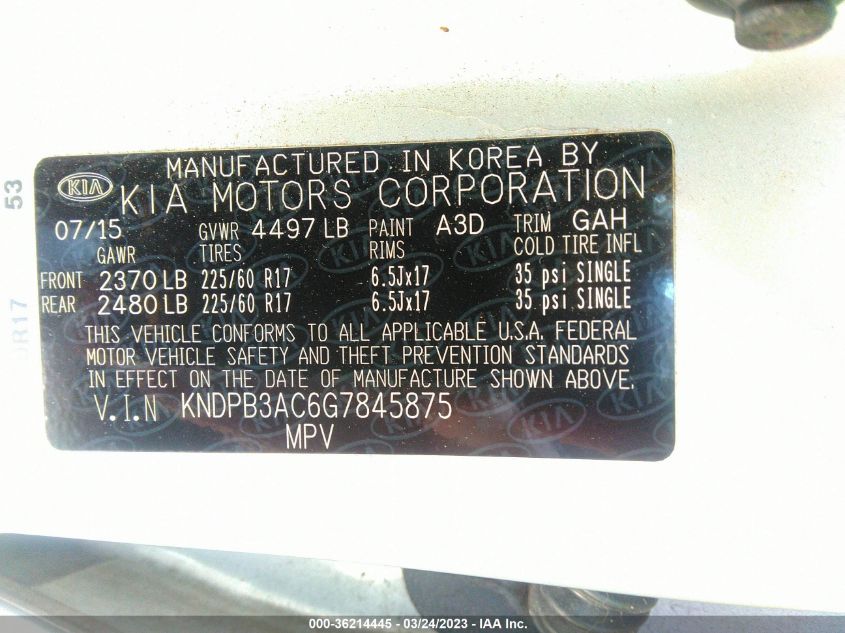 53
R17
MANUFACTURED IN KOREA BY
KIA
KIA MOTORS CORPORATION
07/15 GVWR 4497 LB PAINT A3D TRIM GAH
GAWR TIRES RIMS COLD TIRE INFL
FRONT 2370 LB 225/60 R17 6.5Jx17 35 psi SINGLE
REAR 2480 LB 225/60 R17 6.5Jx17 35 psi SINGLE
THIS VEHICLE CONFORMS TO ALL APPLICABLE U.S.A. FEDERAL
MOTOR VEHICLE SAFETY AND THEFT PREVENTION STANDARDS
IN EFFECT ON THE DATE OF MANUFACTURE SHOWN ABOVE.
V.I.N KNDPB3AC6G7845875
MPV
000-36214445 - 03/24/2023 - IAA Inc.